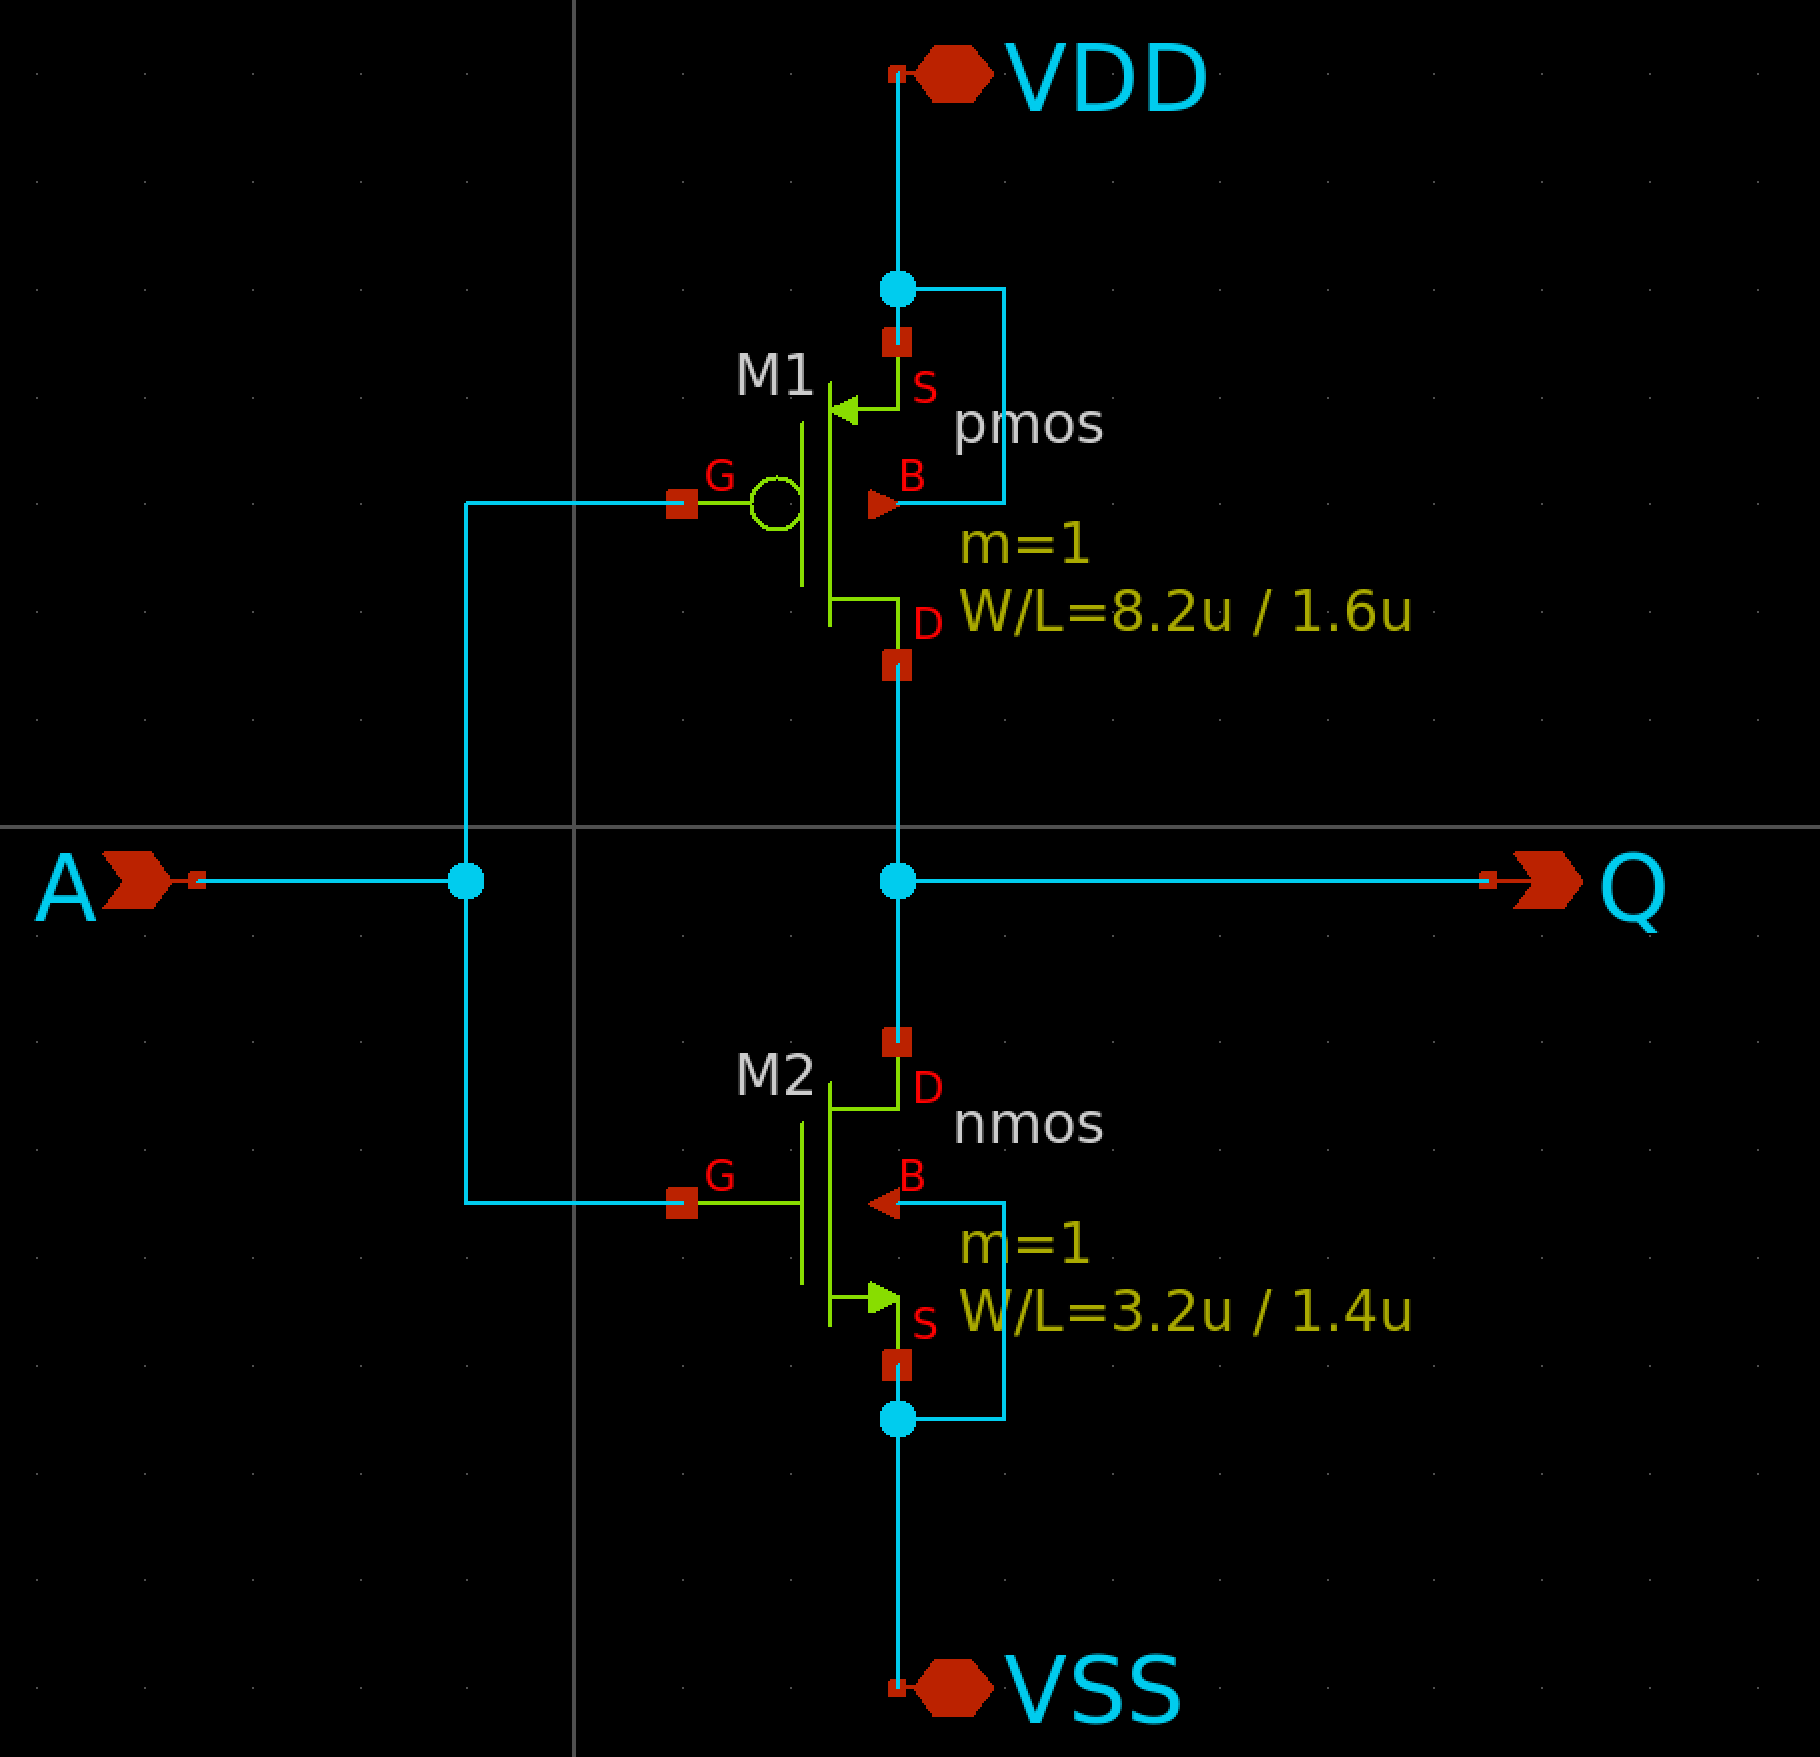 VDD
M1
S
pmos
G
B
m=1
W/L=8.2u / 1.6u
D
A
Q
M2
D
nmos
G
B
m=1
W/L=3.2u / 1.4u
S
VSS